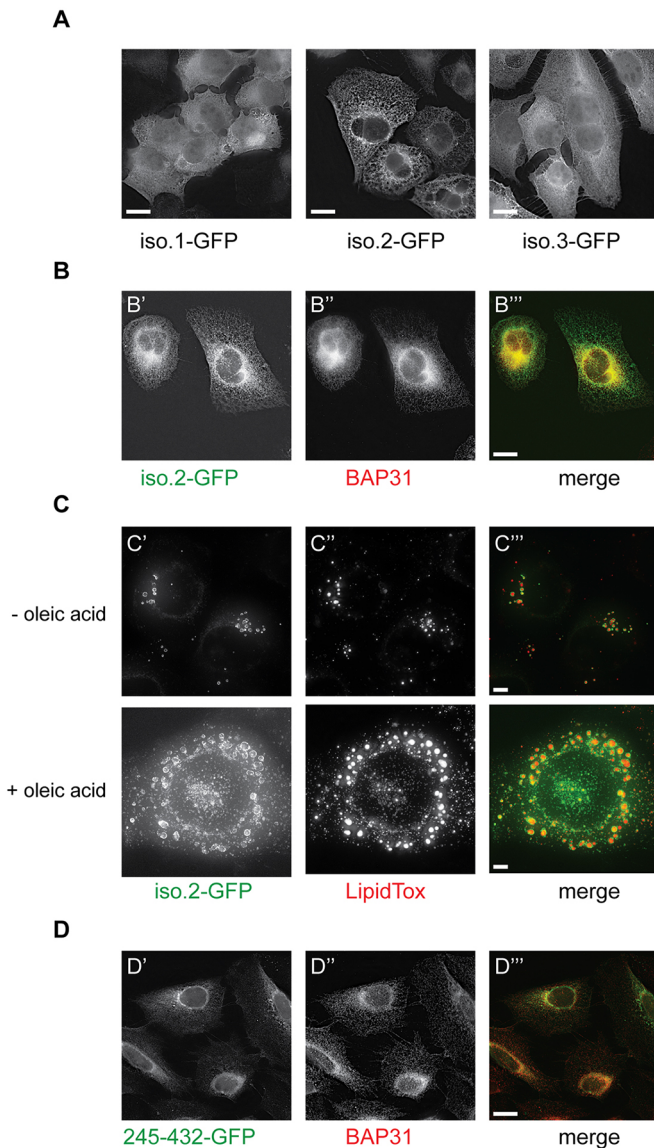 A
iso.1-GFP iso.2-GFP iso.3-GFP
B
B' B'' B'''
iso.2-GFP BAP31 merge
C
C' C'' C'''
- oleic acid
+ oleic acid
iso.2-GFP LipidTox merge
D
D' D'' D'''
245-432-GFP BAP31 merge